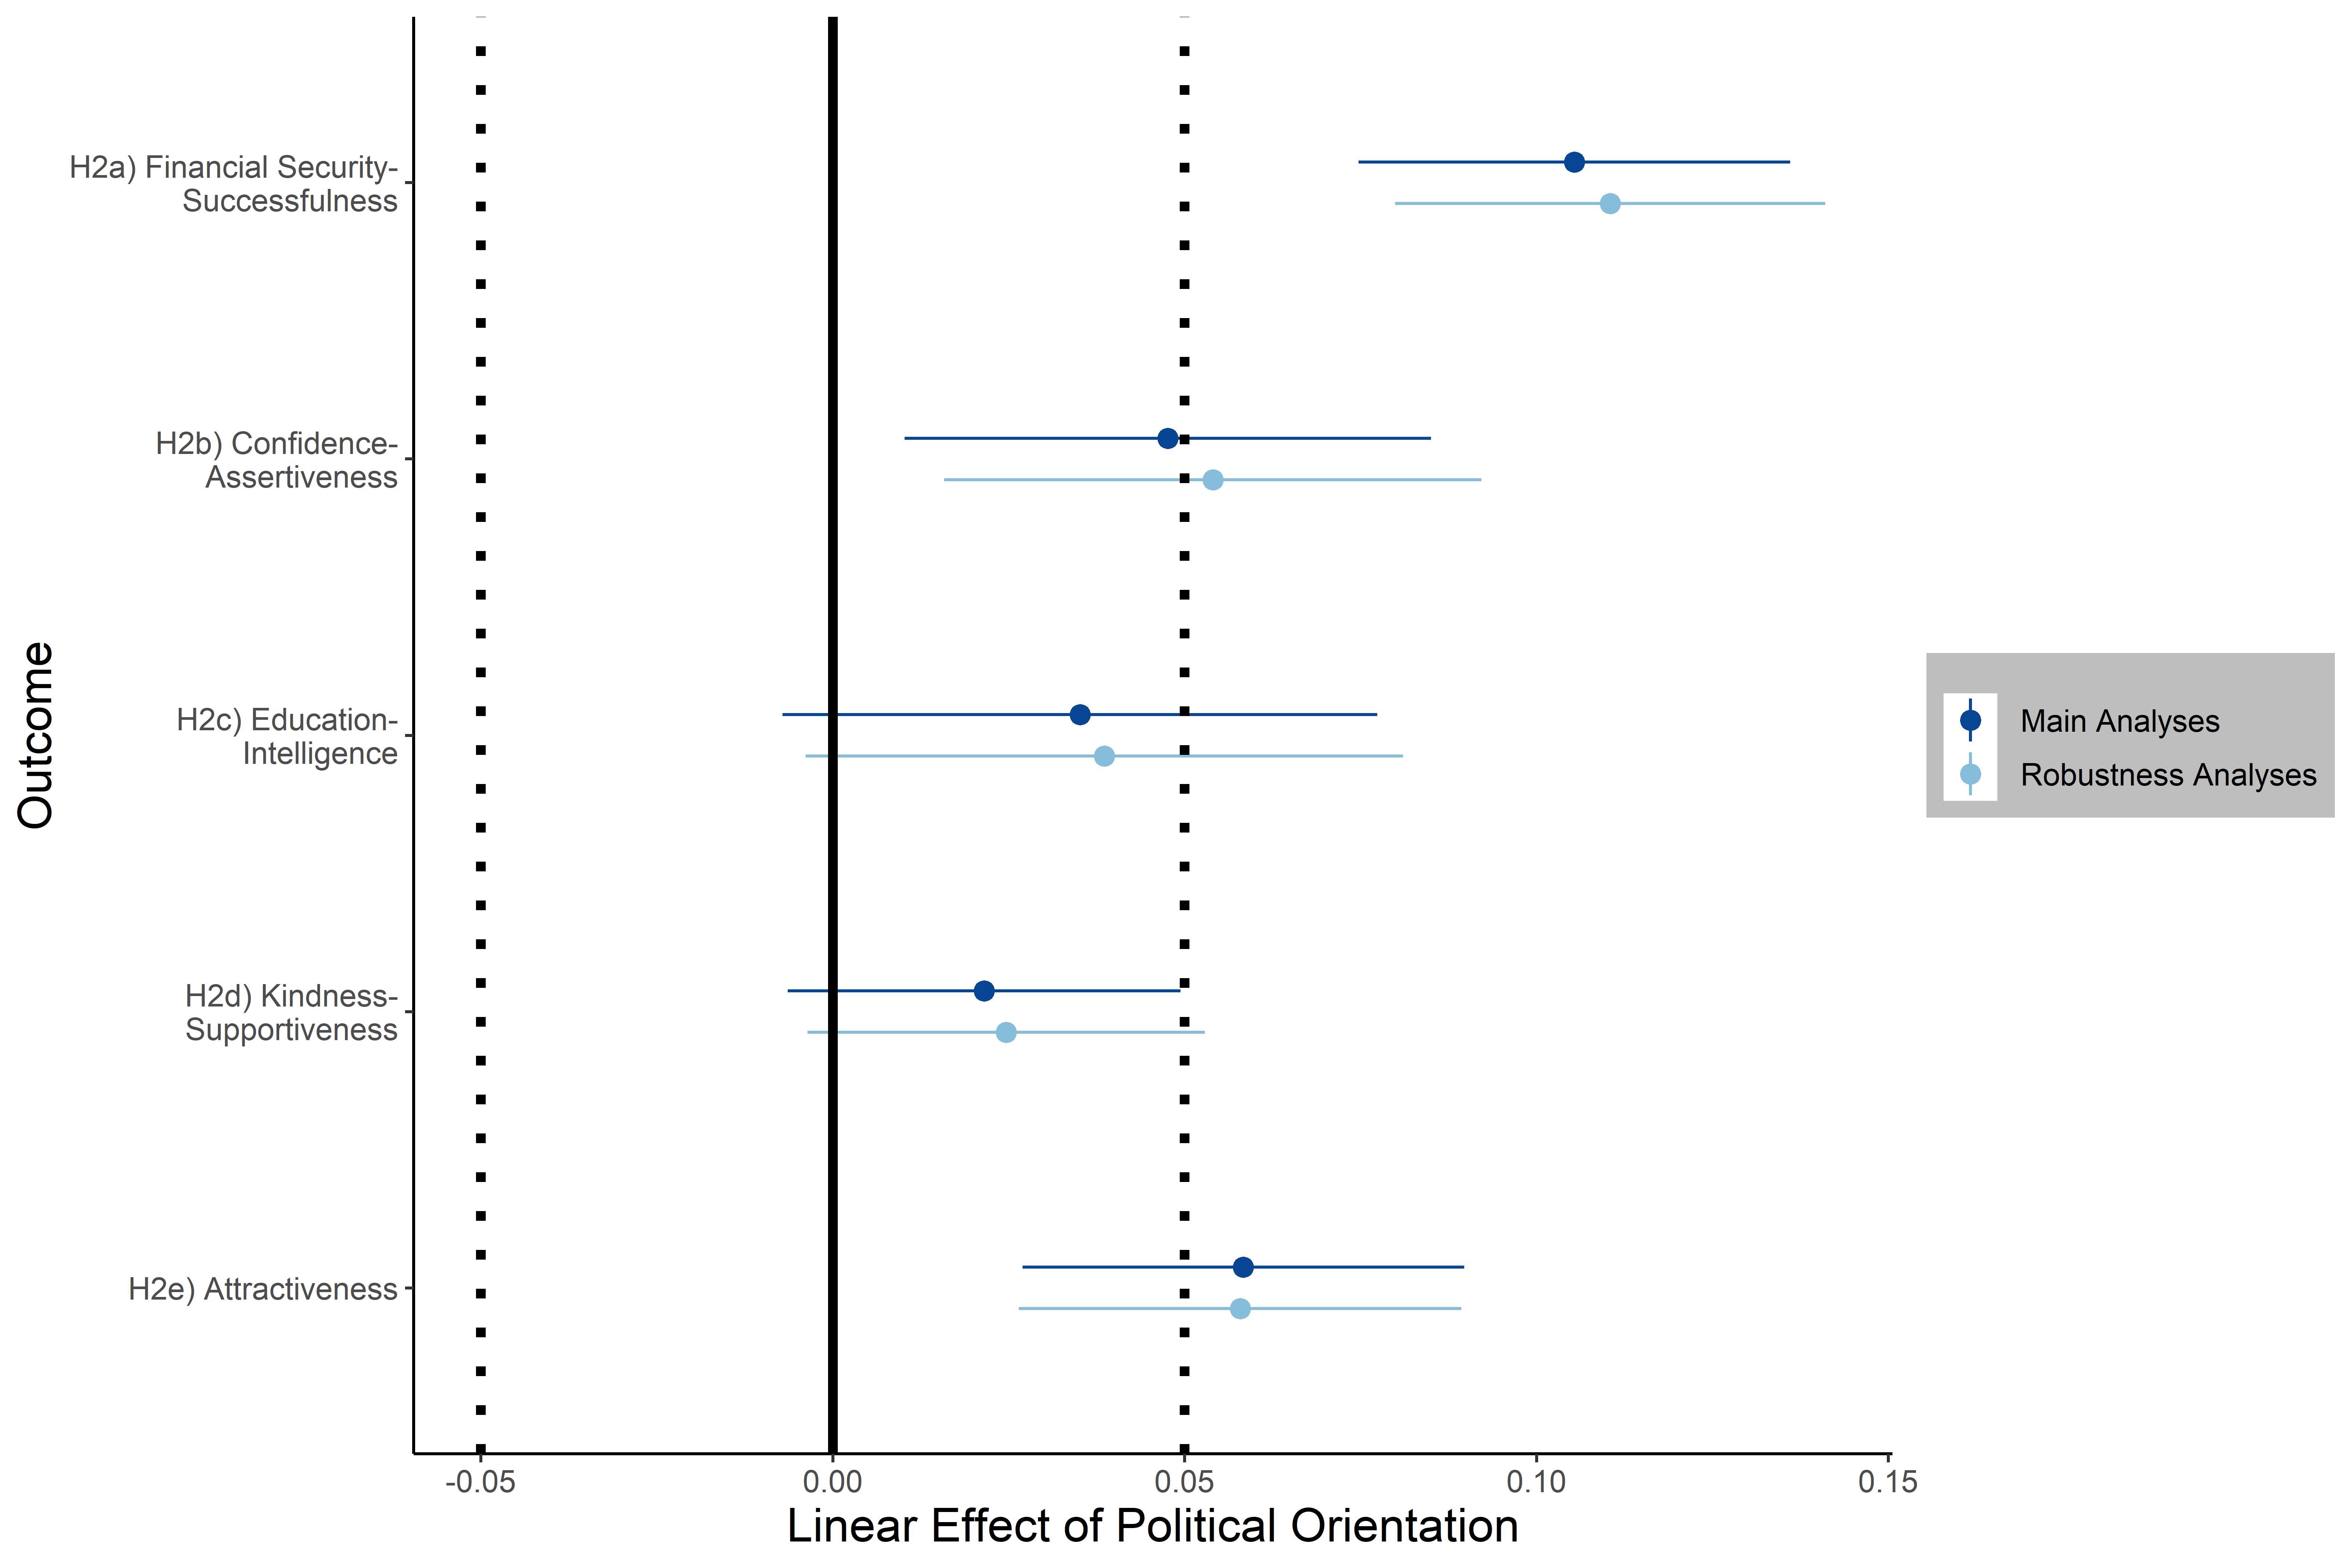 H2a) Financial Security-
Successfulness
H2b) Confidence-
Assertiveness
H2c) Education-
Intelligence
H2d) Kindness-
Supportiveness
H2e) Attractiveness
Outcome
-0.05 0.00 0.05 0.10 0.15
Linear Effect of Political Orientation
Main Analyses
Robustness Analyses